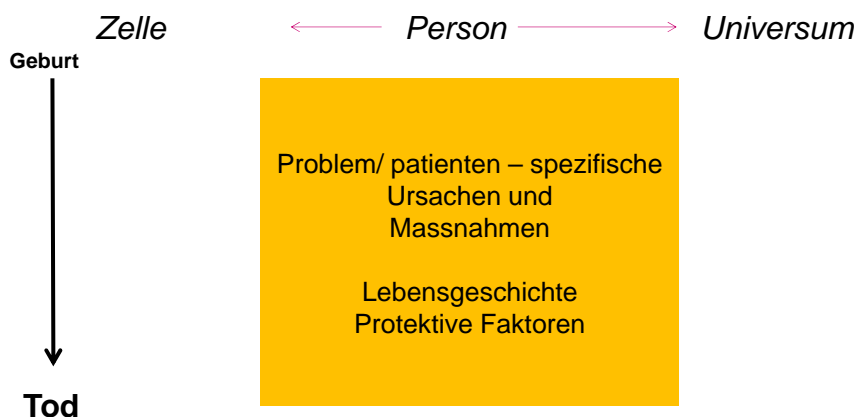 Zelle Person Universum
Geburt
Problem/ patienten – spezifische
Ursachen und
Massnahmen
Lebensgeschichte
Protektive Faktoren
Tod